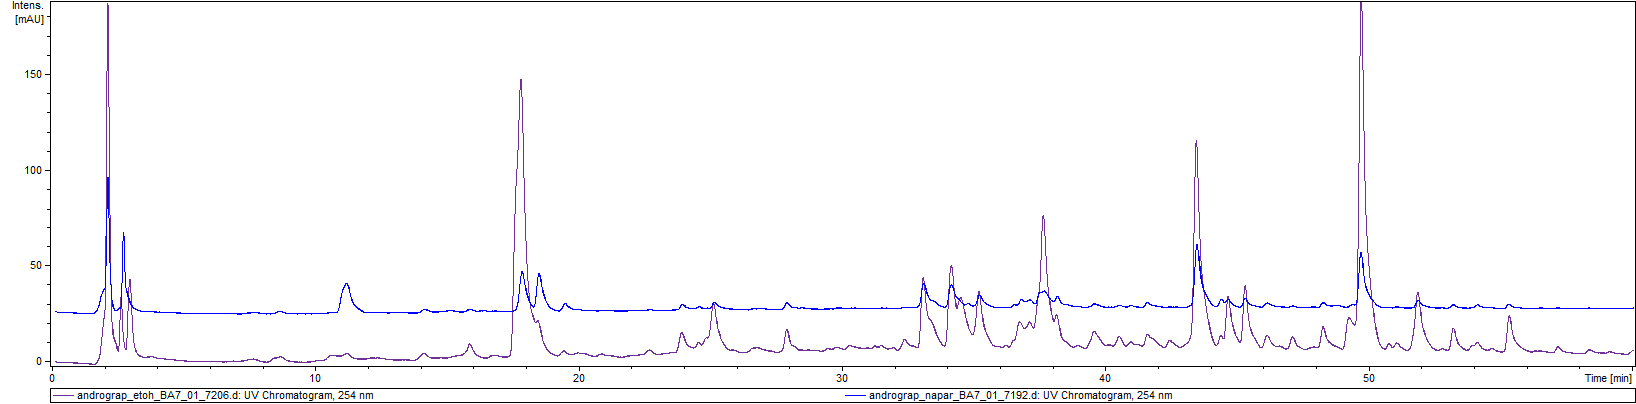 Intens.
[mAU]
150
100
50
0
0 10 20 30 40 50 Time [min]
andrograp_etoh_BA7_01_7206.d: UV Chromatogram, 254 nm andrograp_napar_BA7_01_7192.d: UV Chromatogram, 254 nm